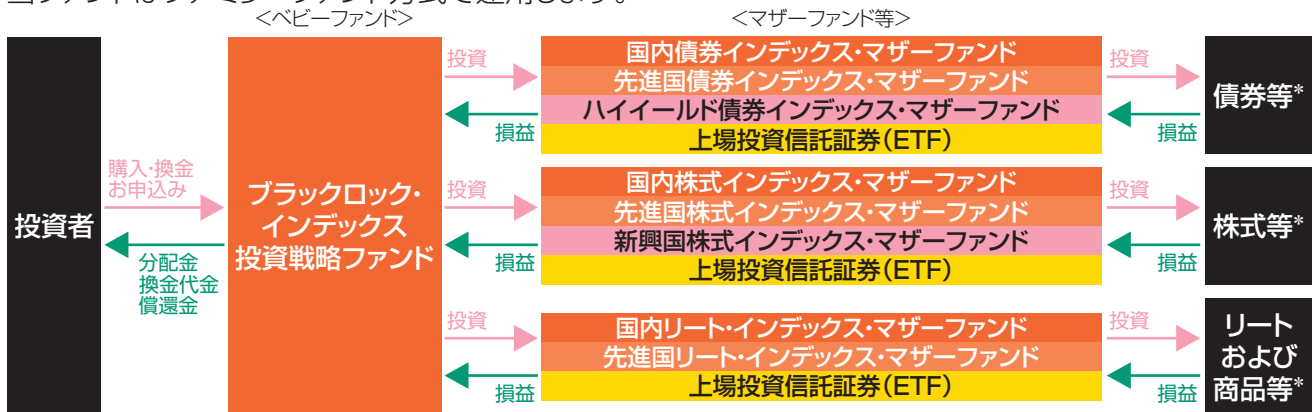 当ファンドはファミリーファンド方式で運用します。
<ベビーファンド>
<マザーファンド等>
投資者
購入・換金
お申込み
分配金
換金代金
償還金
ブラックロック・
インデックス
投資戦略ファンド
投資
損益
国内債券インデックス・マザーファンド
先進国債券インデックス・マザーファンド
ハイイールド債券インデックス・マザーファンド
上場投資信託証券(ETF)
投資
損益
債券等*
投資
損益
国内株式インデックス・マザーファンド
先進国株式インデックス・マザーファンド
新興国株式インデックス・マザーファンド
上場投資信託証券(ETF)
投資
損益
株式等*
投資
損益
国内リート・インデックス・マザーファンド
先進国リート・インデックス・マザーファンド
上場投資信託証券(ETF)
投資
損益
リート
および
商品等*